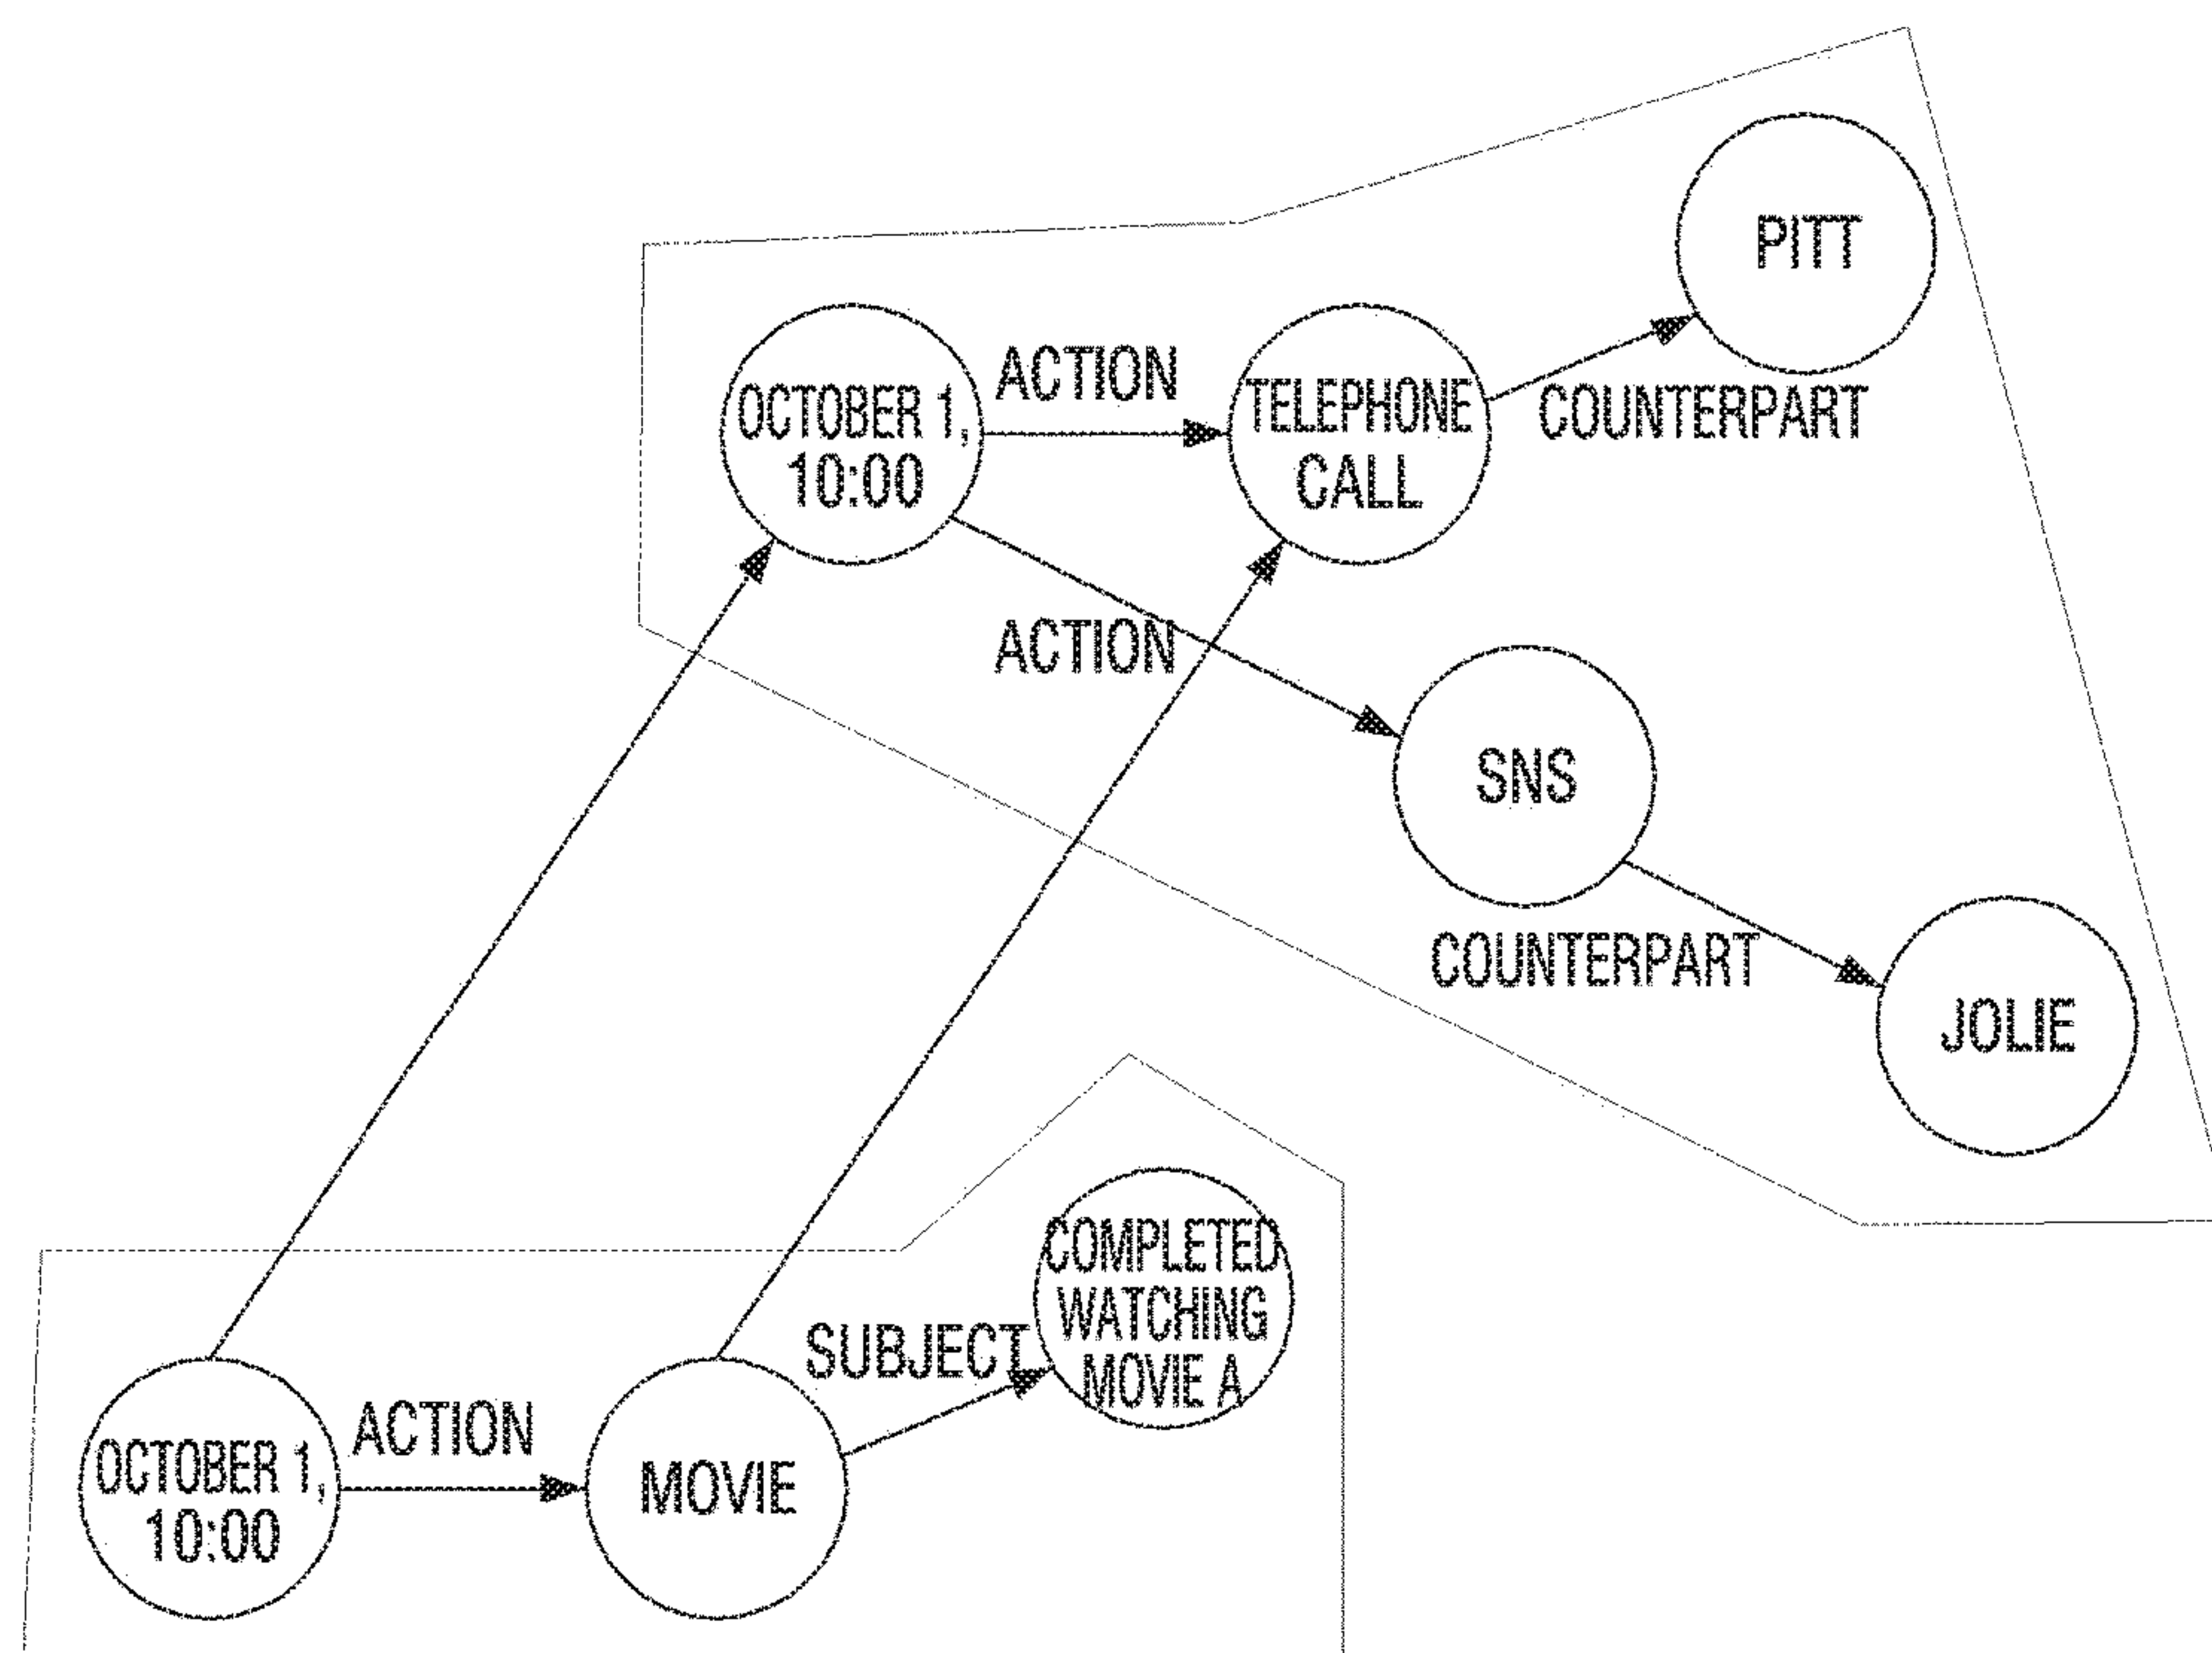 PITT
ACTION
OCTOBER 1,
10:00
TELEPHONE
CALL
COUNTERPART
ACTION
SNS
COUNTERPART
JOLIE
COMPLETED
WATCHING
MOVIE A
SUBJECT
ACTION
OCTOBER 1,
10:00
MOVIE